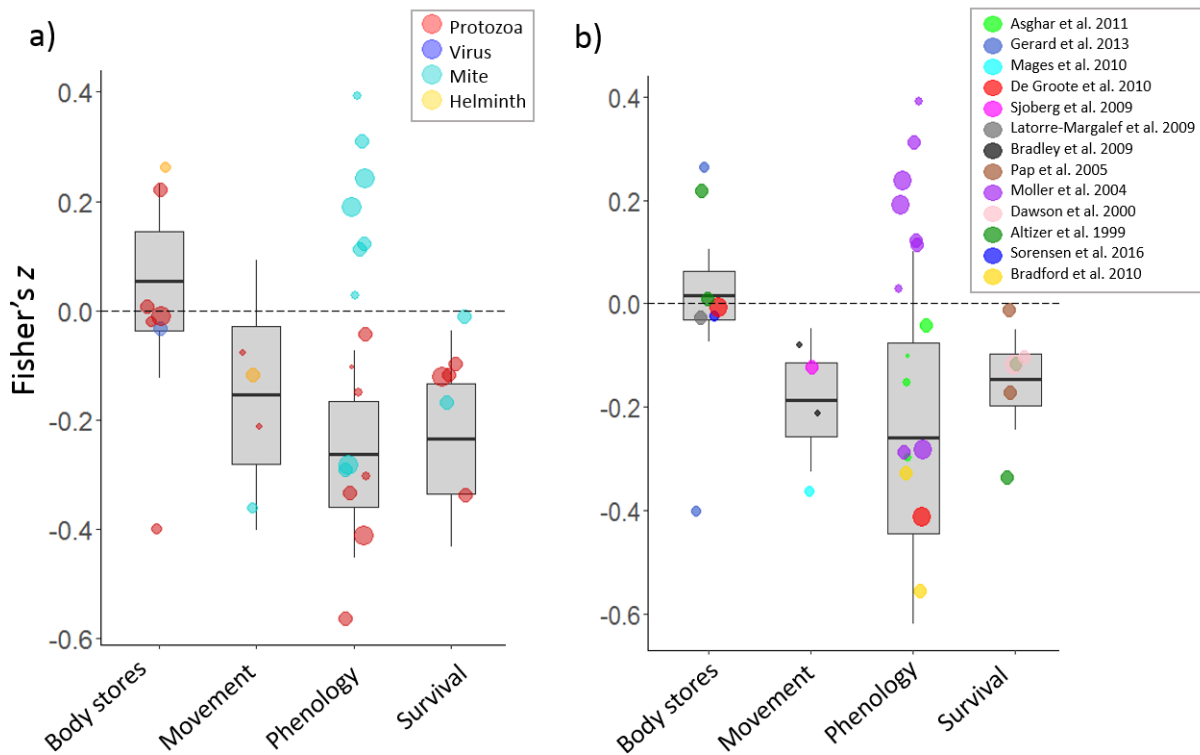 a)
Protozoa
Virus
Mite
Helminth
Fisher's z
0.4
0.2
0.0
-0.2
-0.4
-0.6
Body stores
Movement
Phenology
Survival
b)
Asghar et al. 2011
Gerard et al. 2013
Mages et al. 2010
De Groote et al. 2010
Sjoberg et al. 2009
Latorre-Margalef et al. 2009
Bradley et al. 2009
Pap et al. 2005
Moller et al. 2004
Dawson et al. 2000
Altizer et al. 1999
Sorensen et al. 2016
Bradford et al. 2010
0.4
0.2
0.0
-0.2
-0.4
-0.6
Body stores
Movement
Phenology
Survival